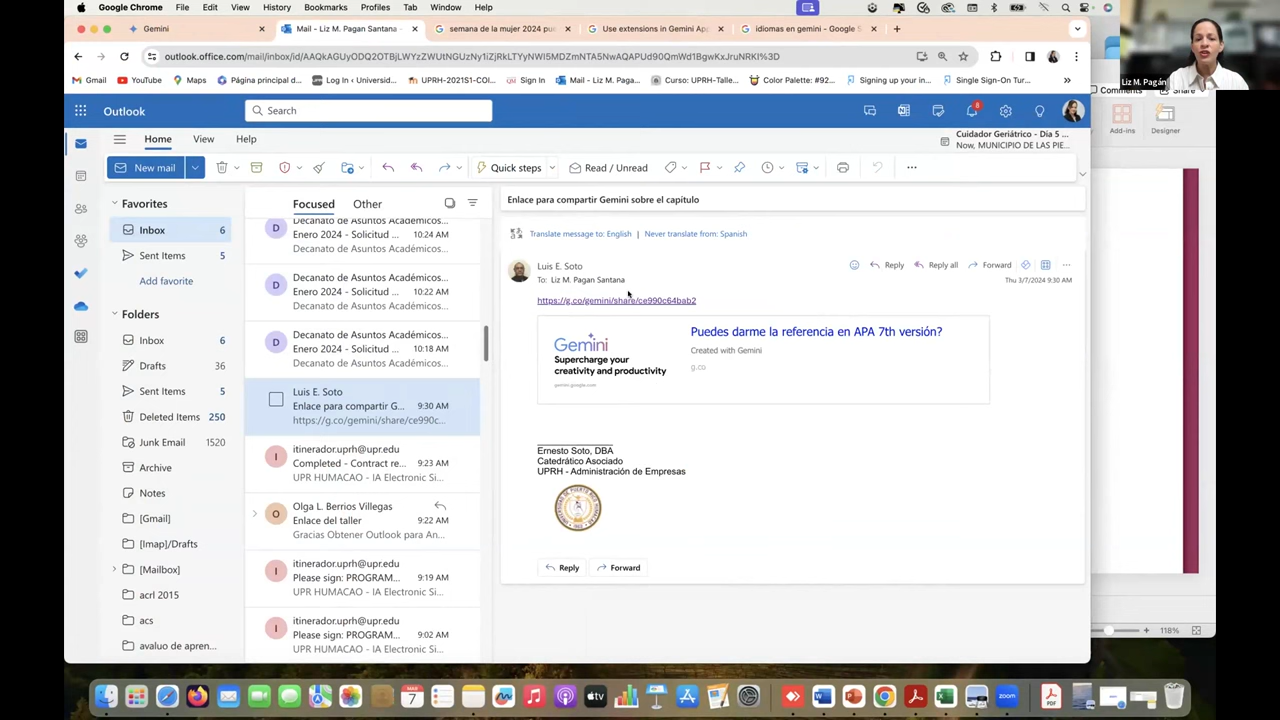 Google Chrome File Edit View History Bookmarks Profiles Tab Window Help
Gemini
Mail - Liz M. Pagan Santana -
semana de la mujer 2024 pu
Use extensions in Gemini Ap
idiomas en gemini - Google S
Gmail YouTube Maps Página principal d... Log In ‹ Universid... UPRH-2021S1-COI... Sign In Mail - Liz M. Paga... Curso: UPRH-Talle... Color Palette: #92... Signing up your in... Single Sign-On Tur...
Outlook
Search
8
Home View Help
Cuidador Geriátrico - Dia 5 ...
Now, MUNICIPIO DE LAS PIE...
New mail
Quick steps
Read / Unread
Favorites
Inbox 6
Sent Items 5
Add favorite
Folders
Inbox 6
Drafts 36
Sent Items 5
Deleted Items 250
Junk Email 1520
Archive
Notes
[Gmail]
[Imap]/Drafts
[Mailbox]
acrl 2015
acs
avaluo de apren...
Focused Other
D
Decanato de Asuntos Académicos
Enero 2024 - Solicitud ... 10:24 AM
Decanato de Asuntos Académicos...
D
Decanato de Asuntos Académicos...
Enero 2024 - Solicitud ... 10:22 AM
Decanato de Asuntos Académicos...
D
Decanato de Asuntos Académicos...
Enero 2024 - Solicitud ... 10:18 AM
Decanato de Asuntos Académicos...
Luis E. Soto
Enlace para compartir G... 9:30 AM
https://g.co/gemini/share/ce990c...
I
itinerador.uprh@upr.edu
Completed - Contract re... 9:23 AM
UPR HUMACAO - IA Electronic Si...
O
Olga L. Berrios Villegas
Enlace del taller 9:22 AM
Gracias Obtener Outlook para An...
I
itinerador.uprh@upr.edu
Please sign: PROGRAM... 9:19 AM
UPR HUMACAO - IA Electronic Si...
I
itinerador.uprh@upr.edu
Please sign: PROGRAM... 9:02 AM
UPR HUMACAO - IA Electronic Si...
Enlace para compartir Gemini sobre el capítulo
Translate message to: English | Never translate from: Spanish
Luis E. Soto
To: Liz M. Pagan Santana
Reply Reply all Forward
Thu 3/7/2024 9:30 AM
https://g.co/gemini/share/ce990c64bab2
Gemini
Supercharge your
creativity and productivity
gemini.google.com
Puedes darme la referencia en APA 7th versión?
Created with Gemini
g.co
Ernesto Soto, DBA
Catedrático Asociado
UPRH - Administración de Empresas
Reply Forward
Liz M. Pagán
Comments Share
Add-ins Designer
118%
MAR
7
tv
zoom
PDF